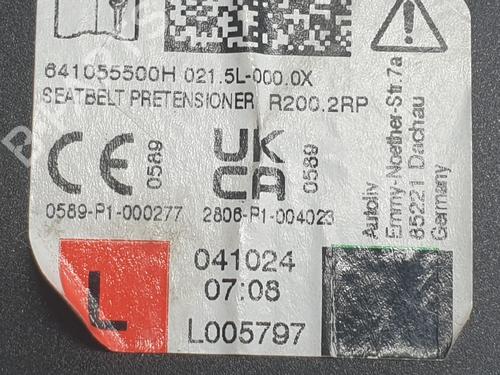 641055500H 021.5L-000.0X
SEATBELT PRETENSIONER R200.2RP
CE 0589
UK
CA 0589
0589-P1-000277 2806-P1-004023
Autoliv
Emmy-Noether-Str.7a
85221 Dachau
Germany
L
041024
07:08
L005797